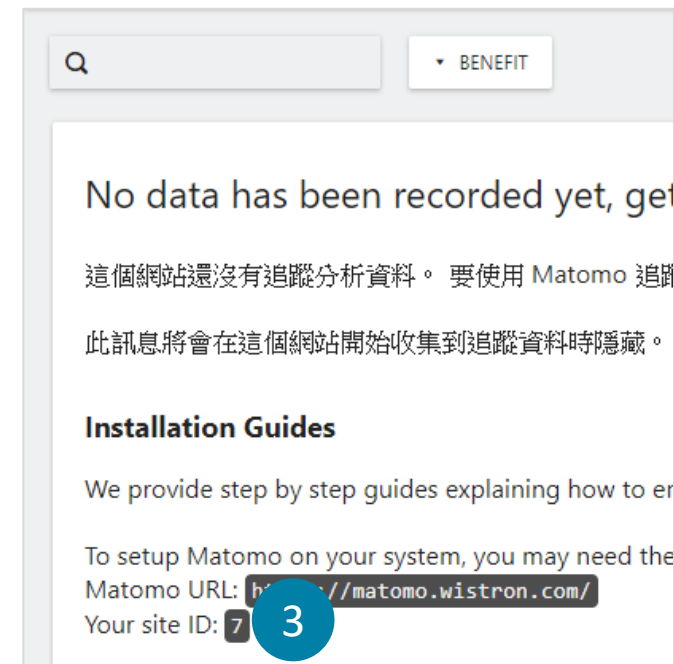 BENEFIT
No data has been recorded yet, get
這個網站還沒有追蹤分析資料。 要使用 Matomo 追蹤
此訊息將會在這個網站開始收集到追蹤資料時隱藏。
Installation Guides
We provide step by step guides explaining how to
To setup Matomo on your system, you may need the
Matomo URL: //matomo.wistron.com/
Your site ID: 7
3